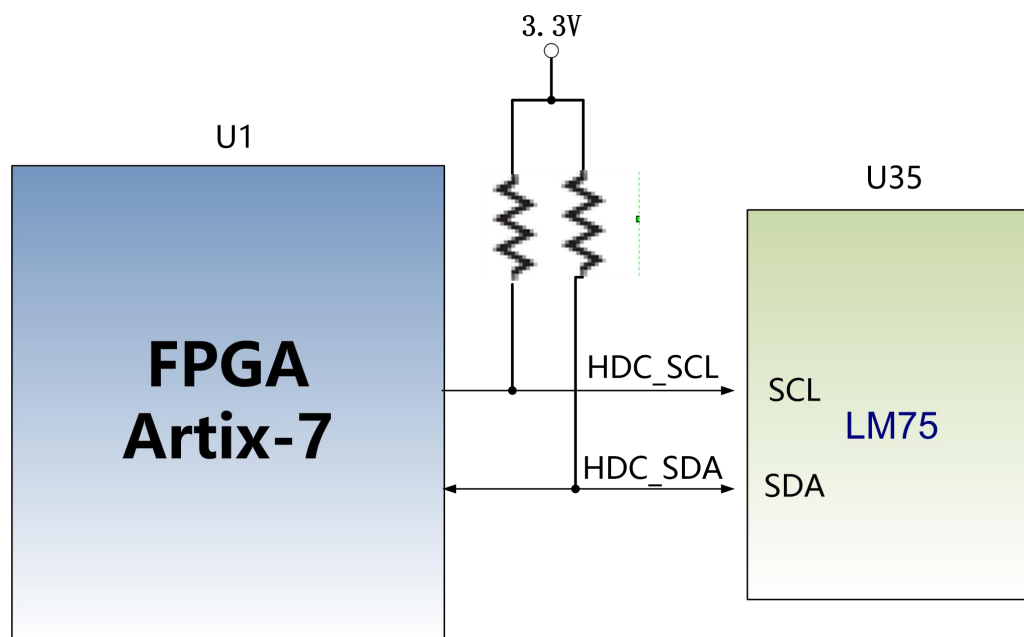 3.3V
U1
U35
FPGA
Artix-7
HDC_SCL
SCL
LM75
HDC_SDA
SDA